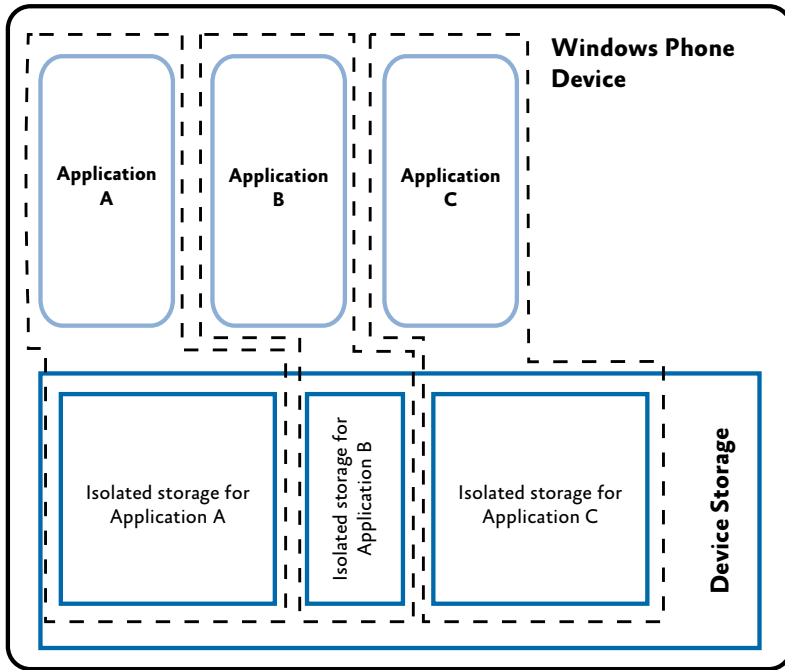 Windows Phone
Device
Application
A
Application
B
Application
C
Isolated storage for
Application A
Isolated storage for
Application B
Isolated storage for
Application C
Device Storage